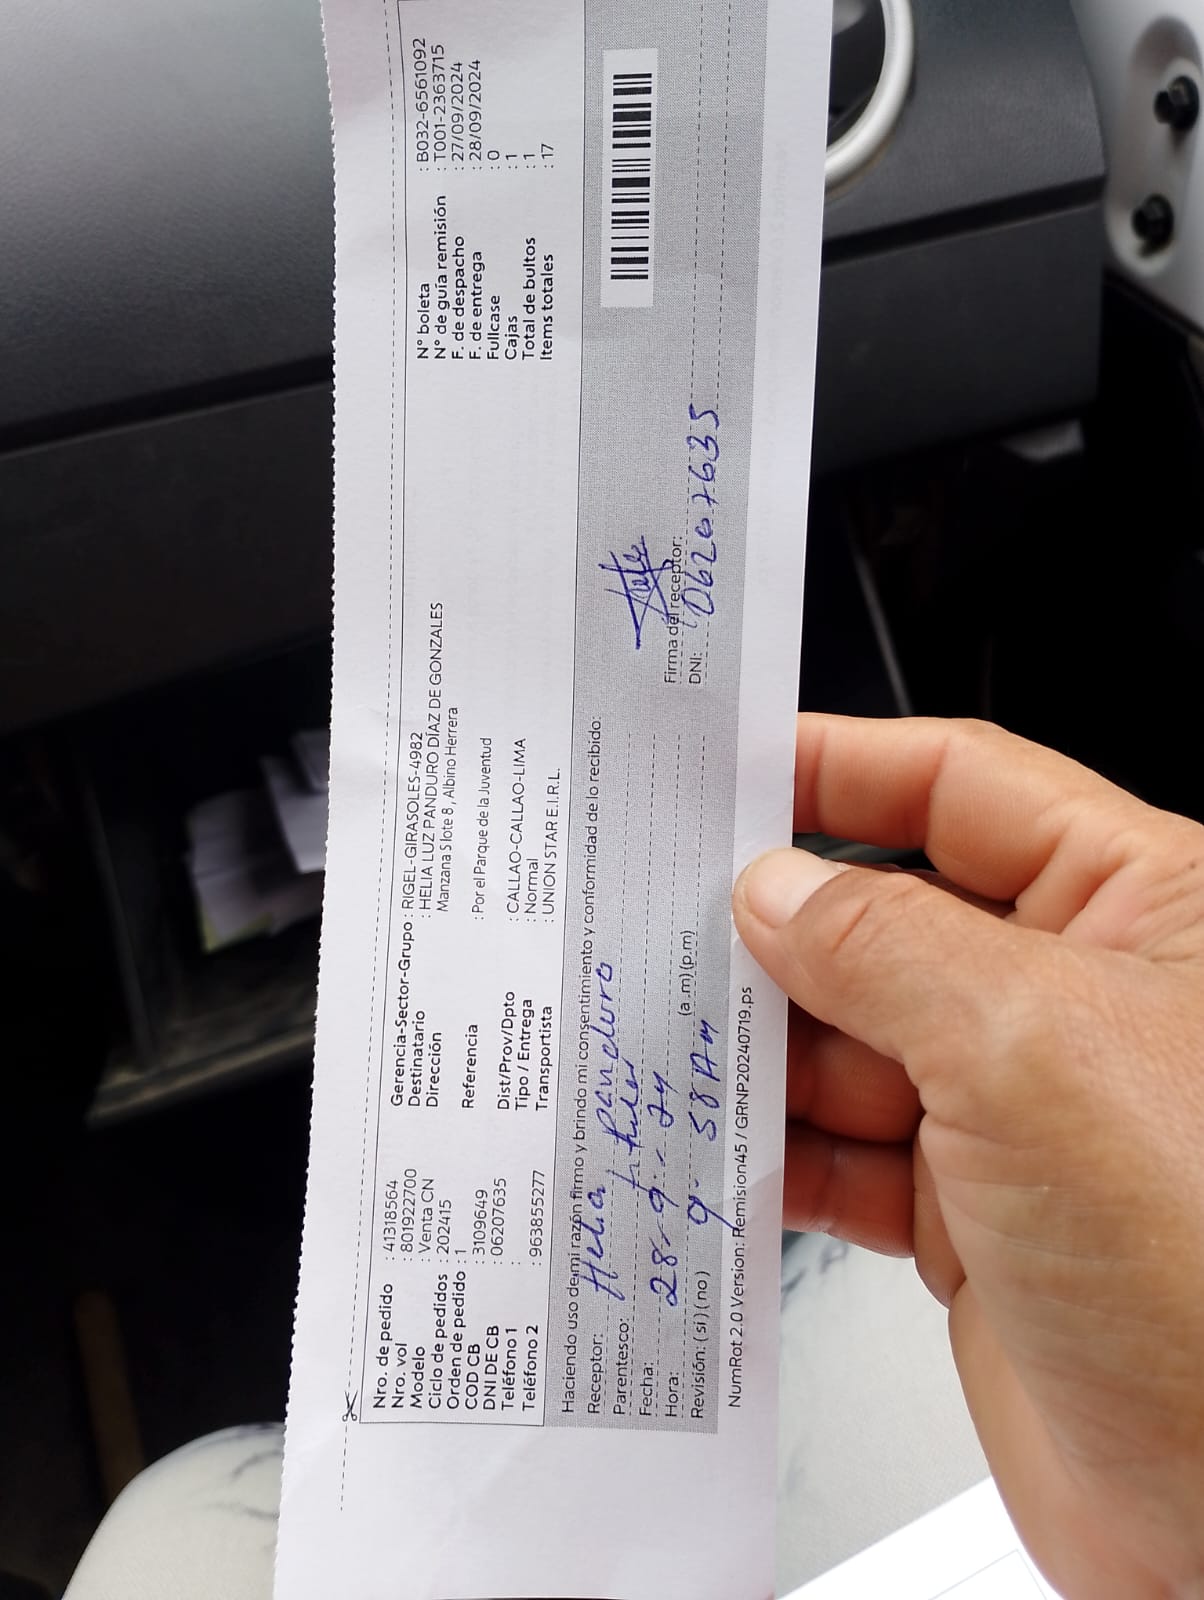 Nro. de pedido : 41318564
Nro. vol : 801922700
Modelo : Venta CN
Ciclo de pedidos : 202415
Orden de pedido : 1
COD CB : 3109649
DNI DE CB : 06207635
Teléfono 1 :
Teléfono 2 : 963855277
Gerencia-Sector-Grupo : RIGEL-GIRASOLES-4982
Destinatario : HELIA LUZ PANDURO DÍAZ DE GONZALES
Dirección Manzana S lote 8 , Albino Herrera
Referencia : Por el Parque de la Juventud
Dist/Prov/Dpto : CALLAO-CALLAO-LIMA
Tipo / Entrega : Normal
Transportista : UNION STAR E.I.R.L.
N° boleta : B032-6561092
N° de guía remisión : T001-2363715
F. de despacho : 27/09/2024
F. de entrega : 28/09/2024
Fullcase : 0
Cajas : 1
Total de bultos : 1
Items totales : 17
Haciendo uso de mi razón firmo y brindo mi consentimiento y conformidad de lo recibido:
Receptor: Helia Panduro
Parentesco: titular
Fecha: 28-9-24
Hora: 9-58 Am (a.m)(p.m)
Revisión: (si)(no)
Firma del receptor:
DNI: 06207635
NumRot 2.0 Version: Remision45 / GRNP20240719.ps